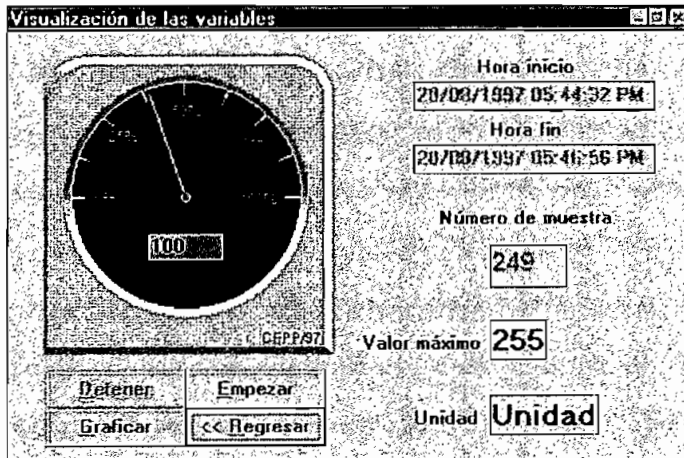 Visualización de las variables
Hora inicio
20/08/1997 05:44:32 PM
Hora fin
20/08/1997 05:46:56 PM
100
Número de muestra
249
CEPP/97
Valor máximo
255
Detener
Empezar
Graficar
<< Regresar
Unidad
Unidad